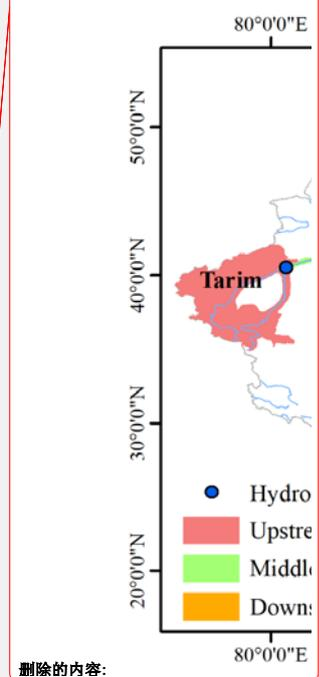 80°0'0"E
50°0'0"N
40°0'0"N
Tarim
30°0'0"N
Hydro
Upstre
Middl
20°0'0"N
Downs
80°0'0"E
删除的内容: